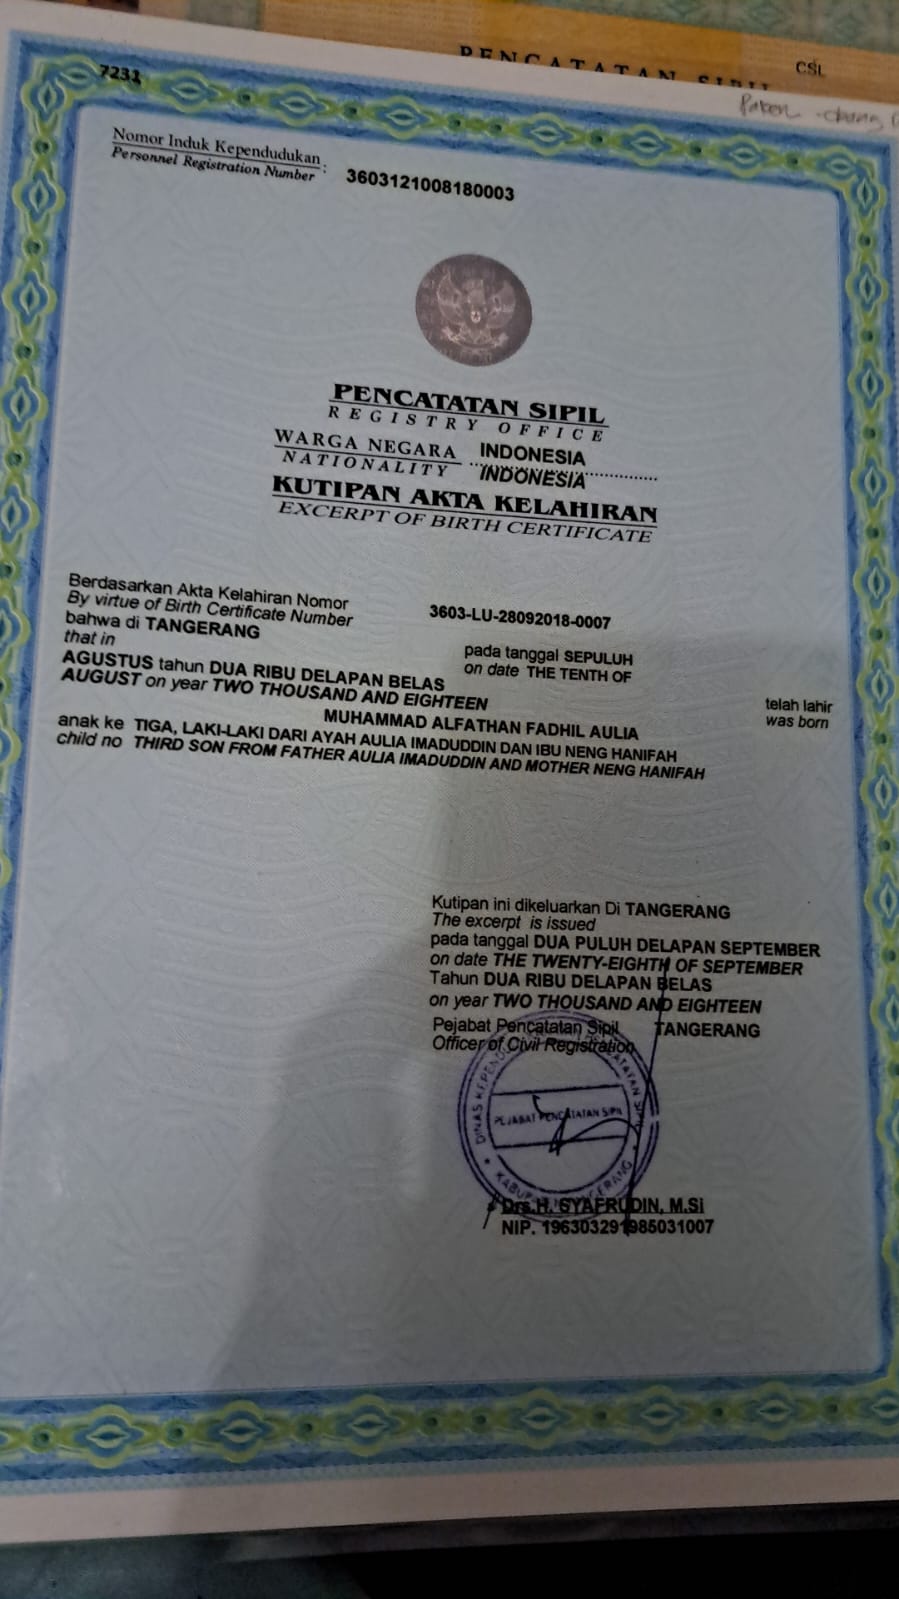 PENCATATAN SIPIL
CSL
7231
Nomor Induk Kependudukan :
Personnel Registration Number
3603121008180003
PENCATATAN SIPIL
REGISTRY OFFICE
WARGA NEGARA INDONESIA
NATIONALITY INDONESIA
KUTIPAN AKTA KELAHIRAN
EXCERPT OF BIRTH CERTIFICATE
Berdasarkan Akta Kelahiran Nomor
By virtue of Birth Certificate Number
3603-LU-28092018-0007
bahwa di TANGERANG
that in
pada tanggal SEPULUH
on date THE TENTH OF
AGUSTUS tahun DUA RIBU DELAPAN BELAS
AUGUST on year TWO THOUSAND AND EIGHTEEN
telah lahir
was born
MUHAMMAD ALFATHAN FADHIL AULIA
anak ke TIGA, LAKI-LAKI DARI AYAH AULIA IMADUDDIN DAN IBU NENG HANIFAH
child no THIRD SON FROM FATHER AULIA IMADUDDIN AND MOTHER NENG HANIFAH
Kutipan ini dikeluarkan Di TANGERANG
The excerpt is issued
pada tanggal DUA PULUH DELAPAN SEPTEMBER
on date THE TWENTY-EIGHTH OF SEPTEMBER
Tahun DUA RIBU DELAPAN BELAS
on year TWO THOUSAND AND EIGHTEEN
Pejabat Pencatatan Sipil TANGERANG
Officer of Civil Registration
PEJABAT PENCATATAN SIPIL
Drs.H. SYAFRUDIN, M.Si
NIP. 196303291985031007